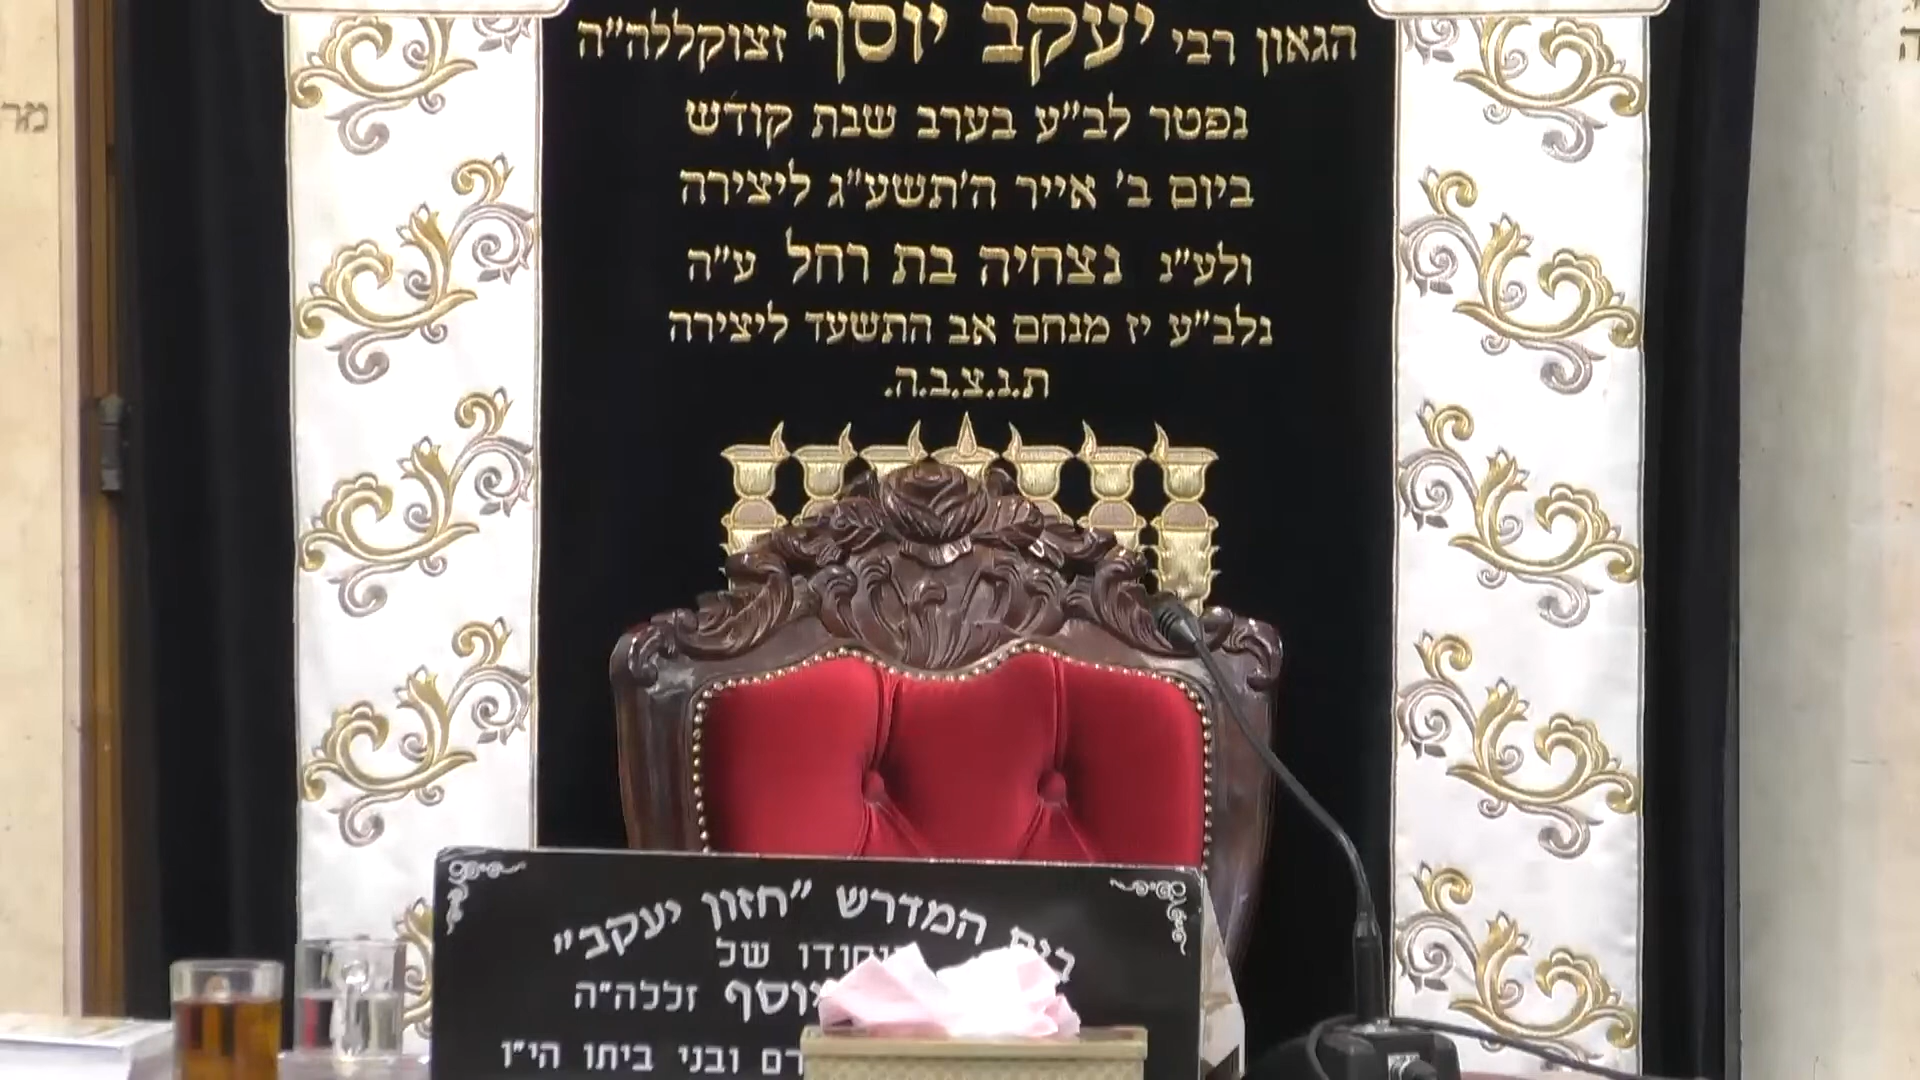 הגאון רבי יעקב יוסף זצוקללה״ה
נפטר לב״ע בערב שבת קודש
ביום ב' אייר ה'תשע״ג ליצירה
ולע״נ נצחיה בת רחל ע״ה
נלב״ע יז מנחם אב התשעד ליצירה
ת.נ.צ.ב.ה.
המדרש "חזון יעקב"
של
יוסף זללה״ה
ובני ביתו הי״ו